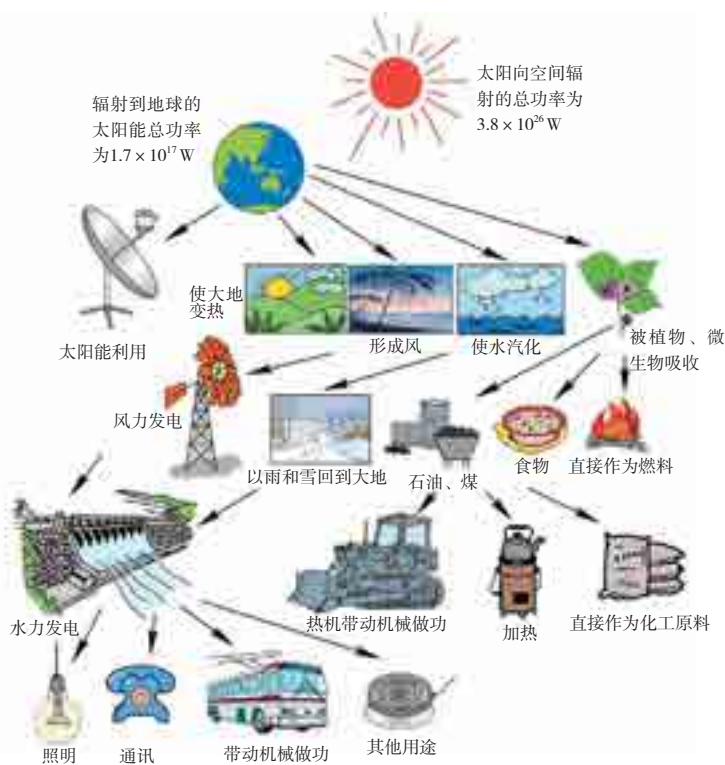 太阳向空间辐
射的总功率为
3.8 × 10²⁶ W
辐射到地球的
太阳能总功率
为1.7 × 10¹⁷ W
使大地
变热
太阳能利用
形成风
使水汽化
被植物、微
生物吸收
风力发电
以雨和雪回到大地
石油、煤
食物
直接作为燃料
水力发电
热机带动机械做功
加热
直接作为化工原料
照明
通讯
带动机械做功
其他用途